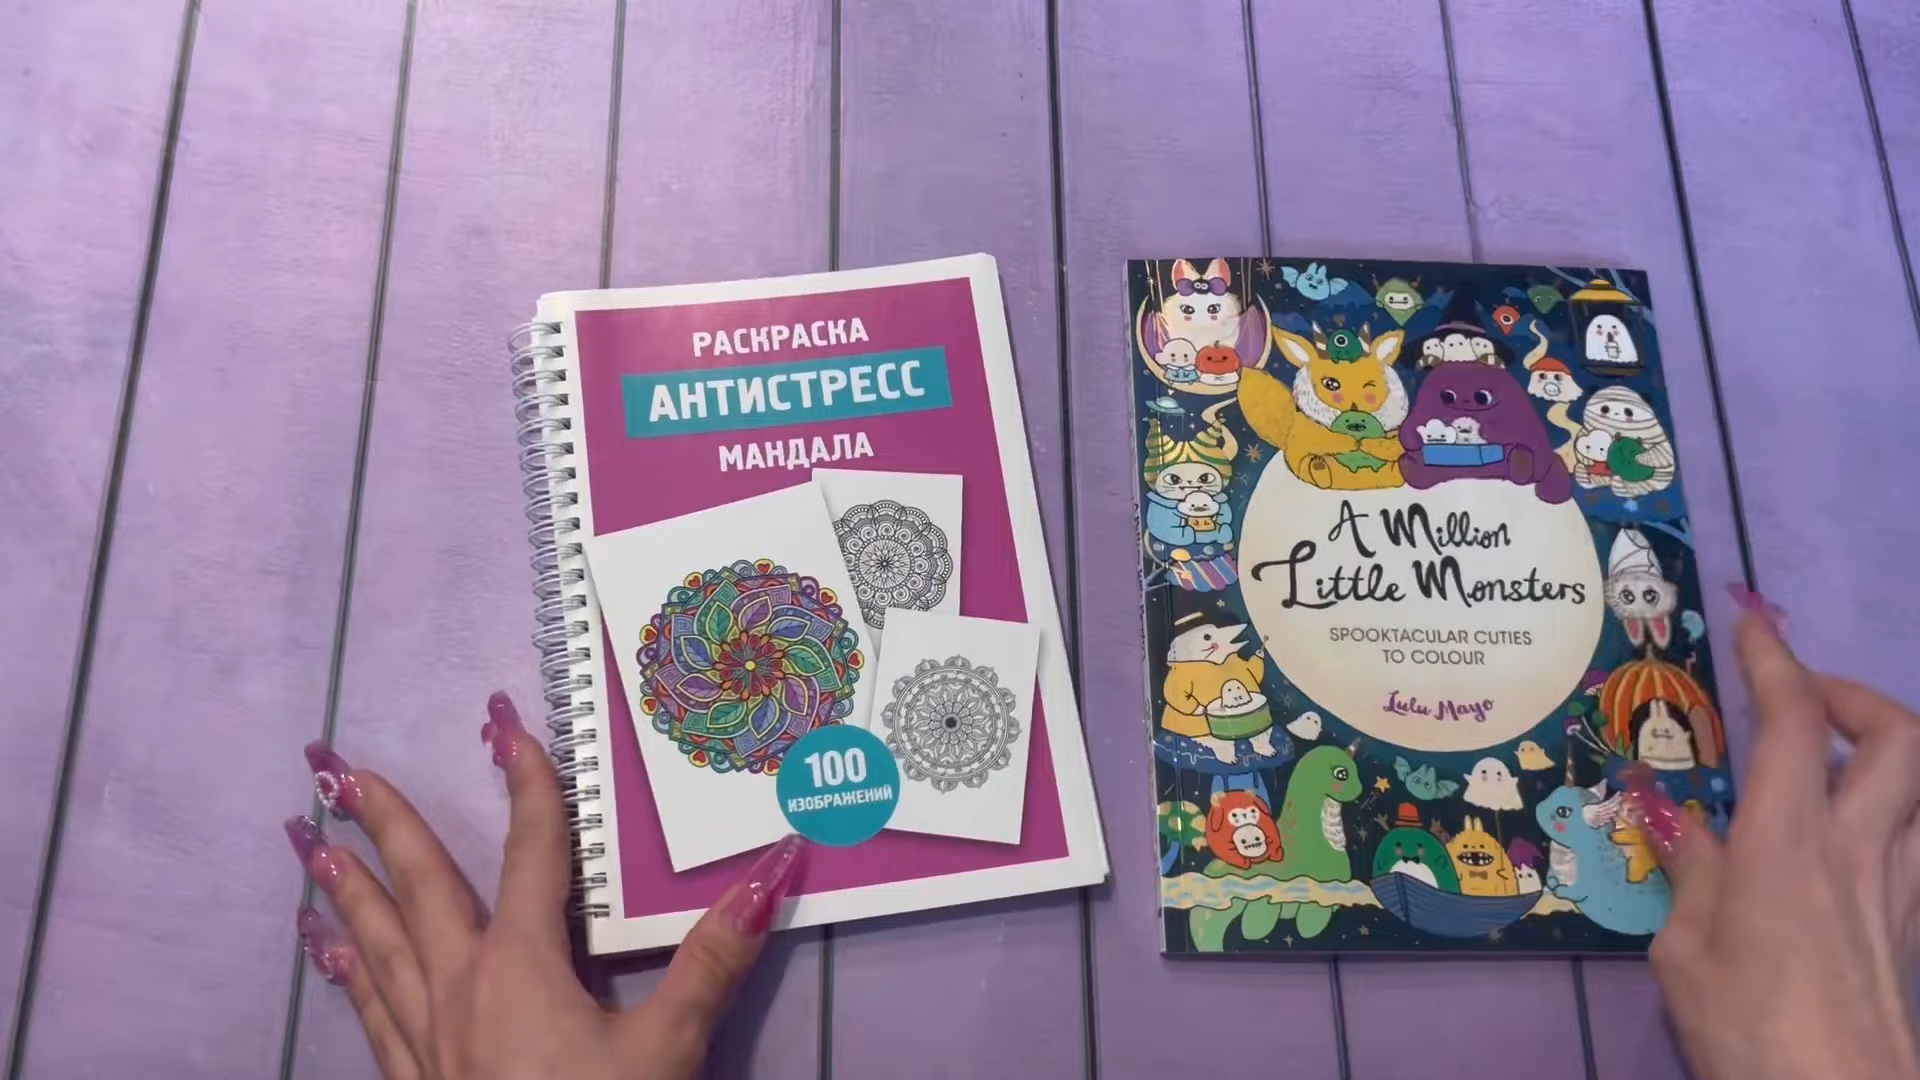 РАСКРАСКА
АНТИСТРЕСС
МАНДАЛА
100
ИЗОБРАЖЕНИЙ
A Million
Little Monsters
SPOOKTACULAR CUTIES
TO COLOUR
Lulu Mayo